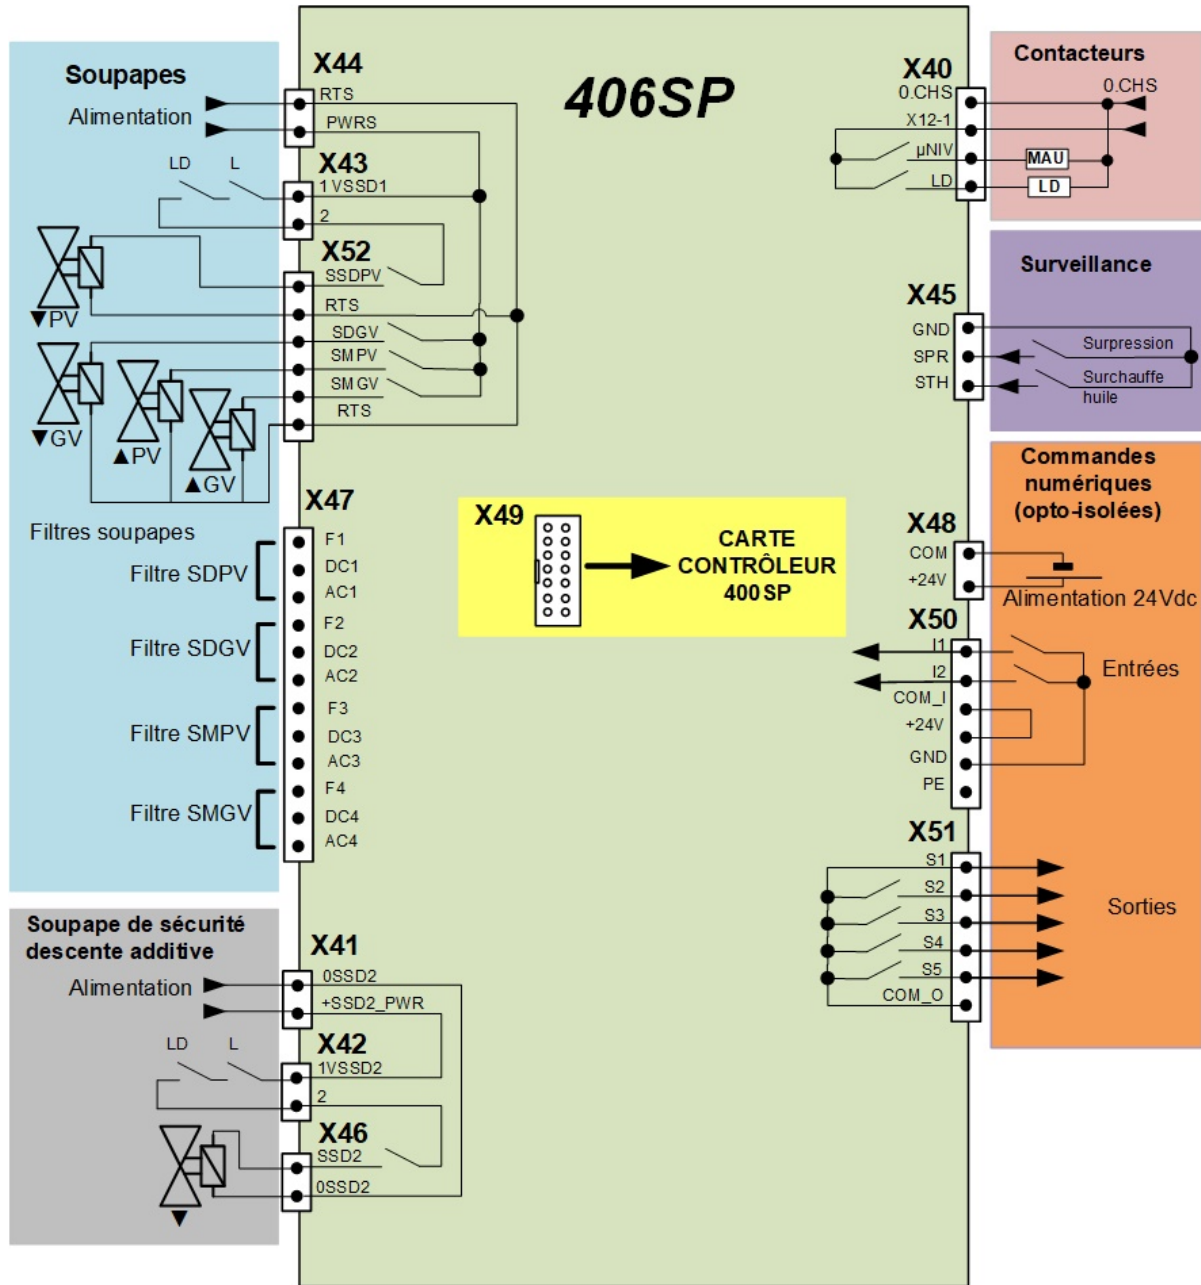 406SP
Soupapes
Alimentation
X44
RTS
PWRS
LD L
X43
1VSSD1
2
X52
SSDPV
RTS
SDGV
SMPV
SMGV
RTS
▼PV
▼GV
▲PV
▲GV
Filtres soupapes
X47
Filtre SDPV
F1
DC1
AC1
Filtre SDGV
F2
DC2
AC2
Filtre SMPV
F3
DC3
AC3
Filtre SMGV
F4
DC4
AC4
Soupape de sécurité
descente additive
Alimentation
X41
0SSD2
+SSD2_PWR
LD L
X42
1VSSD2
2
X46
SSD2
0SSD2
▼
X49
CARTE
CONTRÔLEUR
400SP
Contacteurs
X40
0.CHS
0.CHS
X12-1
µNIV
MAU
LD
LD
Surveillance
X45
GND
SPR
Surpression
STH
Surchauffe
huile
Commandes
numériques
(opto-isolées)
X48
COM
+24V
Alimentation 24Vdc
X50
I1
I2
Entrées
COM_I
+24V
GND
PE
X51
S1
S2
S3
S4
S5
COM_O
Sorties